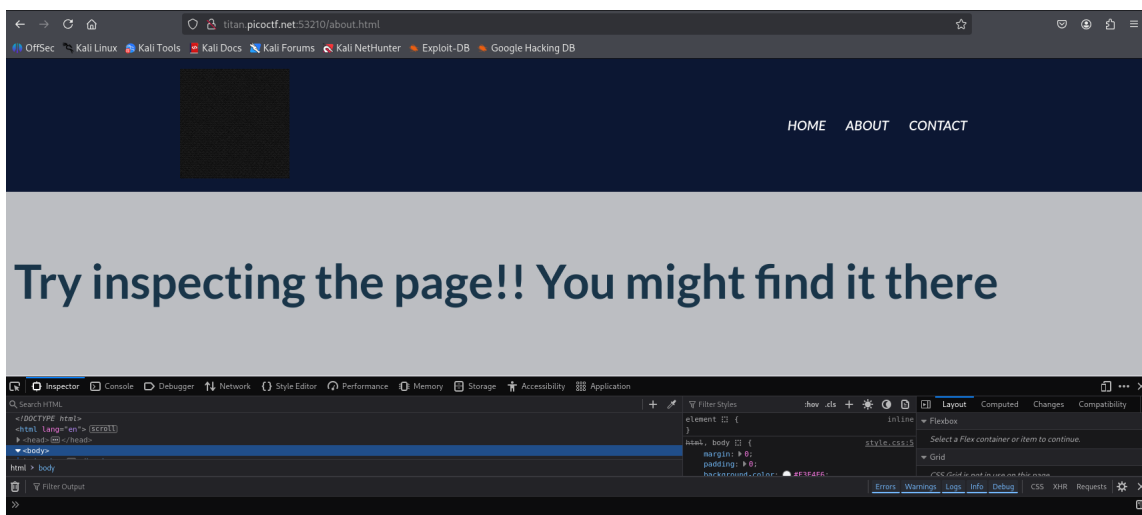 titan.picoctf.net:53210/about.html
OffSec Kali Linux Kali Tools Kali Docs Kali Forums Kali NetHunter Exploit-DB Google Hacking DB
HOME ABOUT CONTACT
Try inspecting the page!! You might find it there
Inspector Console Debugger Network Style Editor Performance Memory Storage Accessibility Application
Search HTML
Filter Styles :hov .cls Layout Computed Changes Compatibility
<!DOCTYPE html>
<html lang="en"> scroll
<head> </head>
<body>
html > body
element { inline
}
html, body { style.css:5
margin: 0;
padding: 0;
background-color: #E3E4E6;
Flexbox
Select a Flex container or item to continue.
Grid
CSS Grid is not in use on this page
Filter Output
Errors Warnings Logs Info Debug CSS XHR Requests
>>